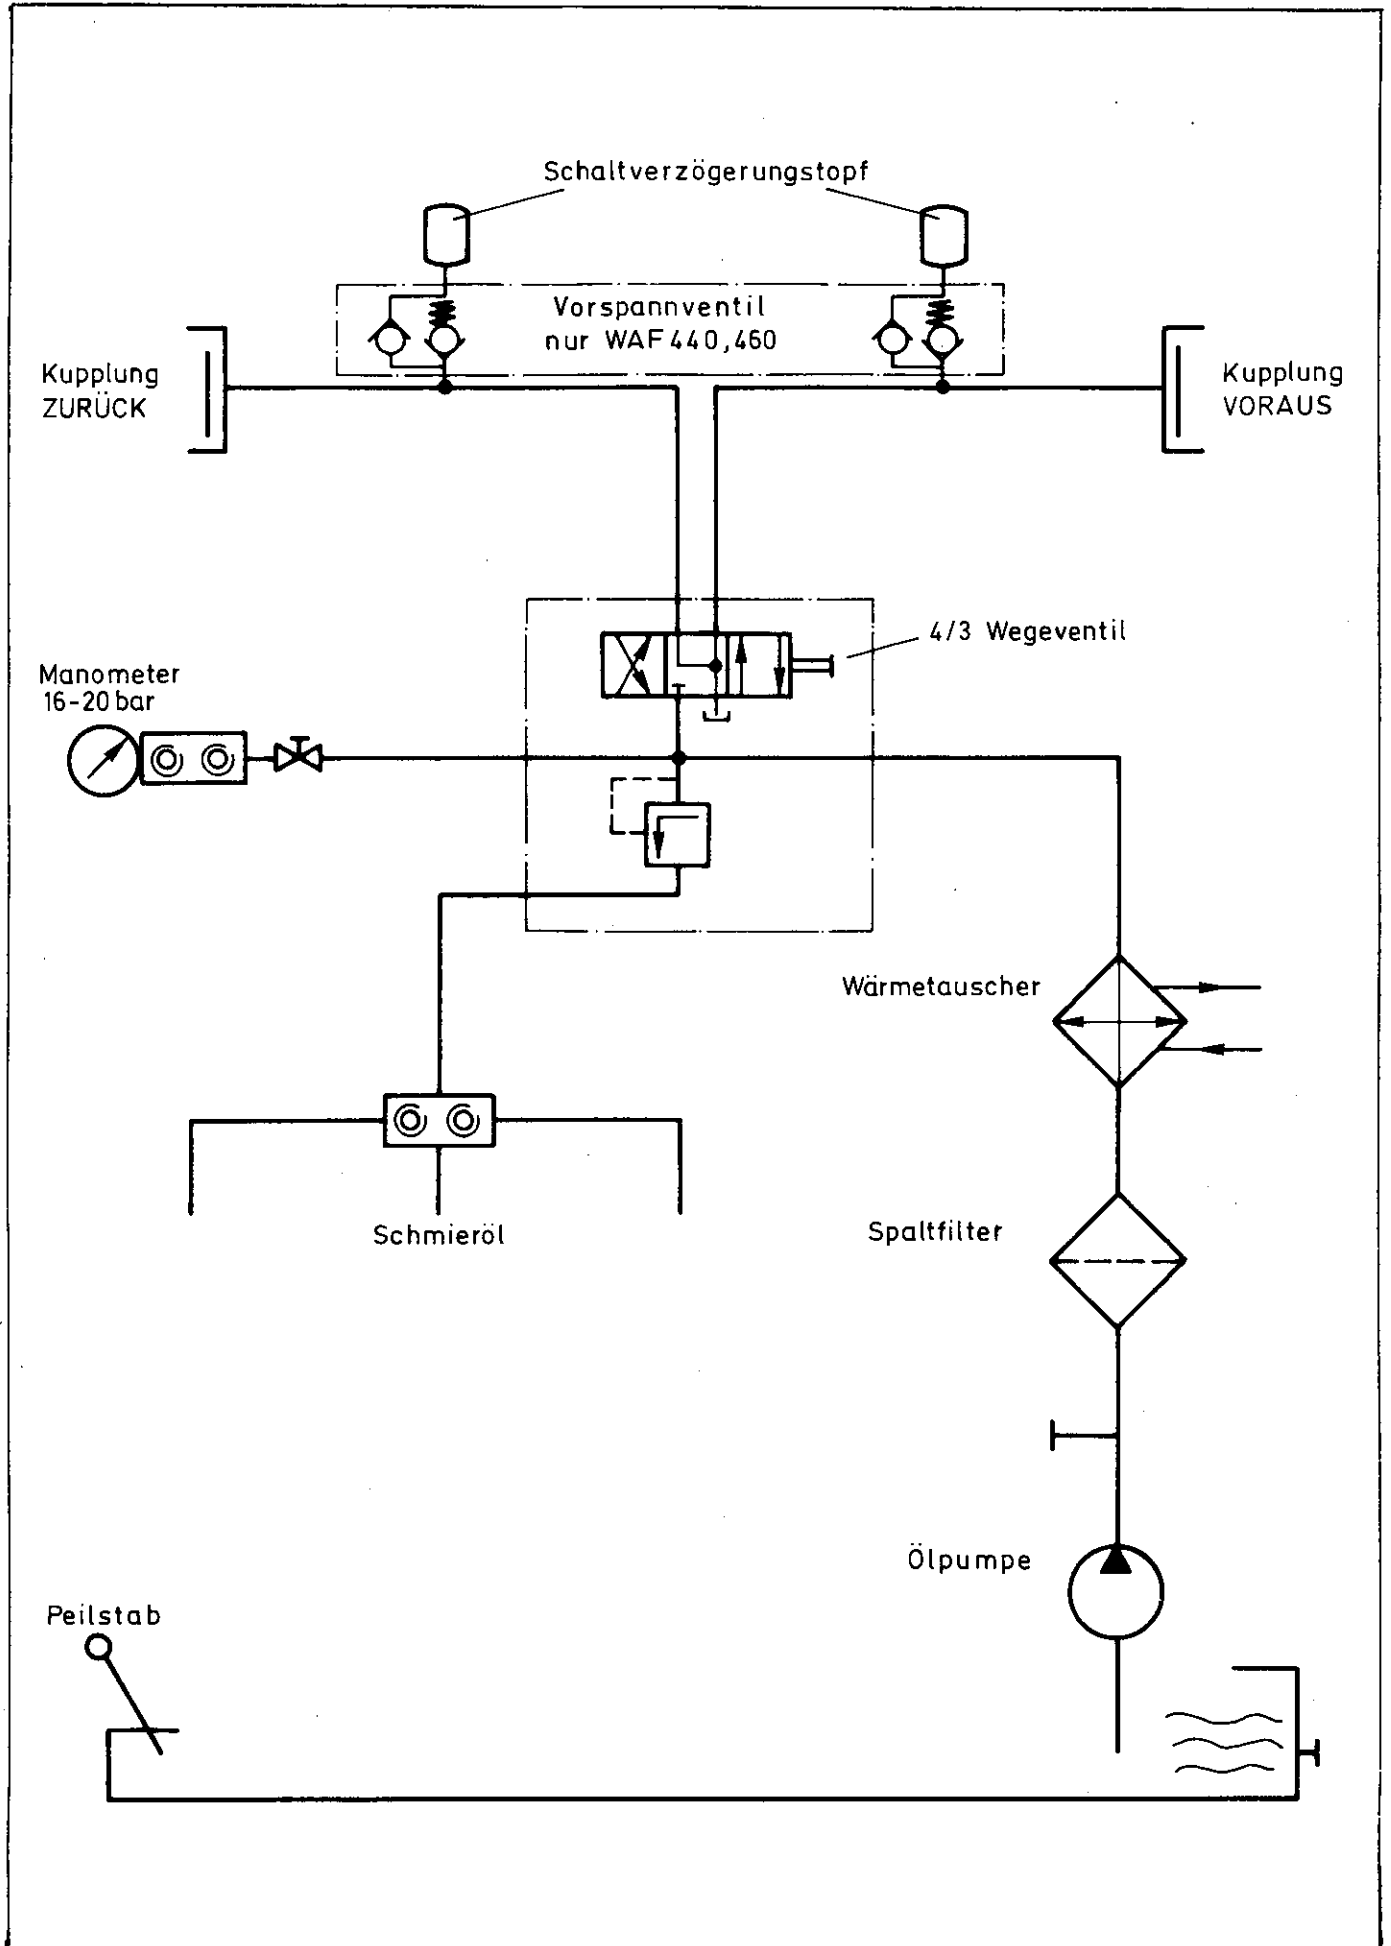 Schaltverzögerungstopf
Vorspannventil
nur WAF 440,460
Kupplung
ZURÜCK
Kupplung
VORAUS
4/3 Wegeventil
Manometer
16-20 bar
Wärmetauscher
Schmieröl
Spaltfilter
Ölpumpe
Peilstab